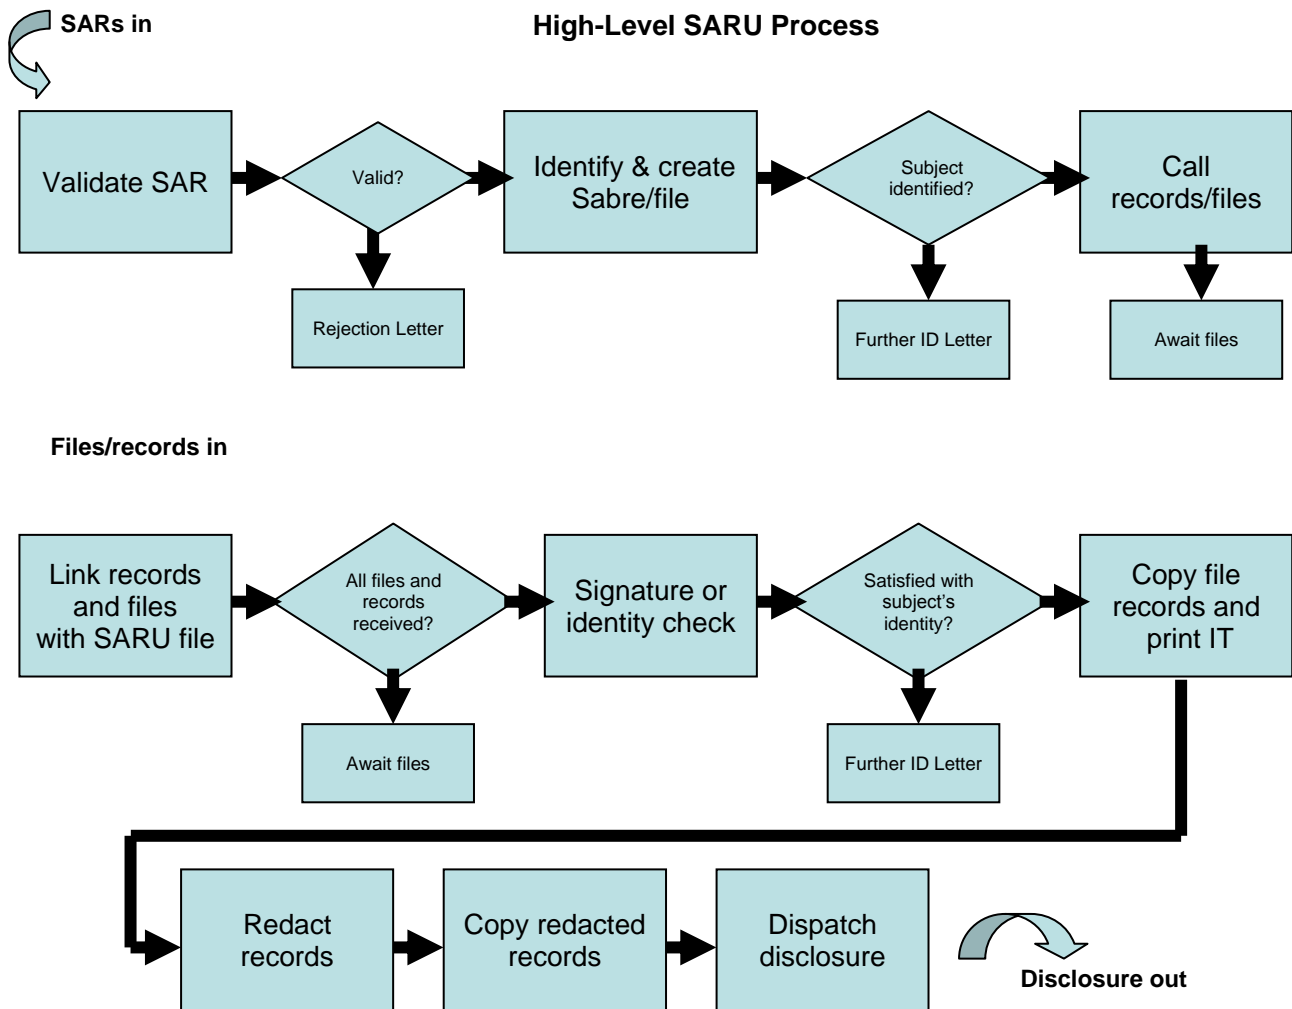 SARs in
High-Level SARU Process
Validate SAR
Valid?
Identify & create
Sabre/file
Subject
identified?
Call
records/files
Rejection Letter
Further ID Letter
Await files
Files/records in
Link records
and files
with SARU file
All files and
records
received?
Signature or
identity check
Satisfied with
subject's
identity?
Copy file
records and
print IT
Await files
Further ID Letter
Redact
records
Copy redacted
records
Dispatch
disclosure
Disclosure out